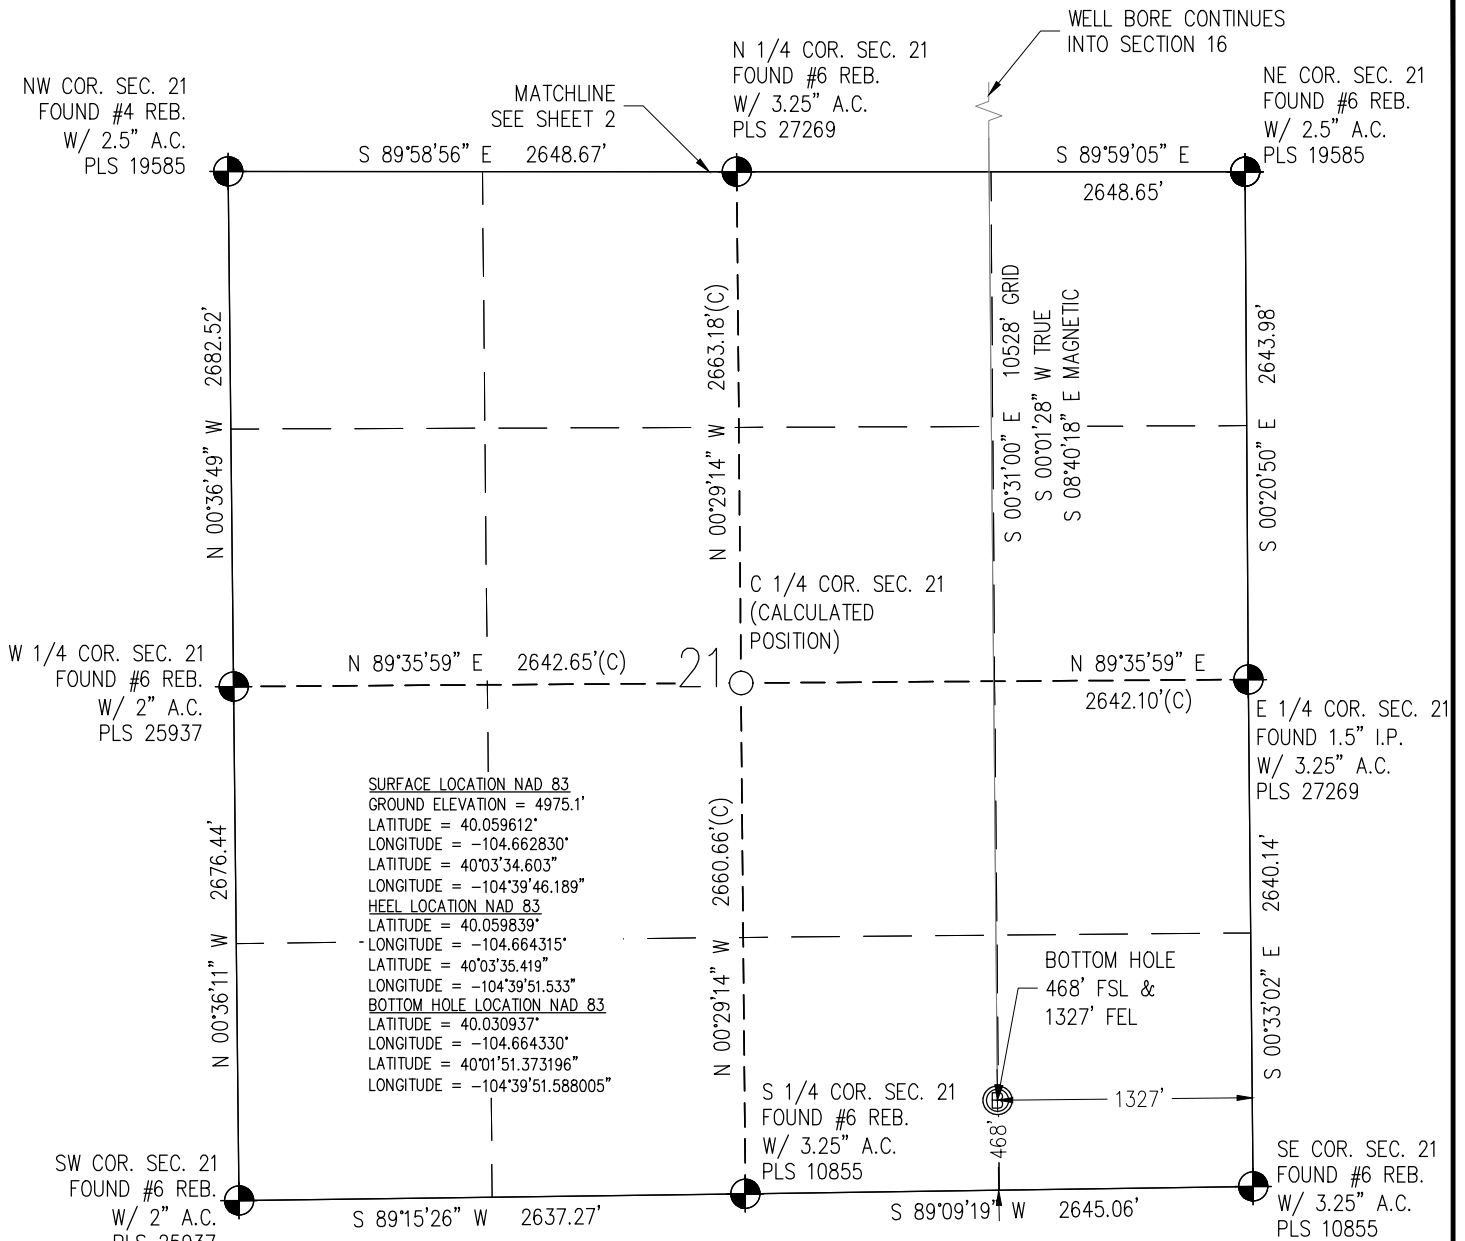 WELL BORE CONTINUES
INTO SECTION 16
N 1/4 COR. SEC. 21
FOUND #6 REB.
W/ 3.25" A.C.
PLS 27269
NW COR. SEC. 21
FOUND #4 REB.
W/ 2.5" A.C.
PLS 19585
MATCHLINE
SEE SHEET 2
NE COR. SEC. 21
FOUND #6 REB.
W/ 2.5" A.C.
PLS 19585
S 89°58'56" E 2648.67'
S 89°59'05" E
2648.65'
N 00°36'49" W 2682.52'
N 00°29'14" W 2663.18'(C)
S 00°31'00" E 10528' GRID
S 00°01'28" W TRUE
S 08°40'18" E MAGNETIC
S 00°20'50" E 2643.98'
C 1/4 COR. SEC. 21
(CALCULATED
POSITION)
W 1/4 COR. SEC. 21
FOUND #6 REB.
W/ 2" A.C.
PLS 25937
N 89°35'59" E 2642.65'(C)
21
N 89°35'59" E
2642.10'(C)
E 1/4 COR. SEC. 21
FOUND 1.5" I.P.
W/ 3.25" A.C.
PLS 27269
SURFACE LOCATION NAD 83
GROUND ELEVATION = 4975.1'
LATITUDE = 40.059612°
LONGITUDE = -104.662830°
LATITUDE = 40°03'34.603"
LONGITUDE = -104°39'46.189"
HEEL LOCATION NAD 83
LATITUDE = 40.059839°
LONGITUDE = -104.664315°
LATITUDE = 40°03'35.419"
LONGITUDE = -104°39'51.533"
BOTTOM HOLE LOCATION NAD 83
LATITUDE = 40.030937°
LONGITUDE = -104.664330°
LATITUDE = 40°01'51.373196"
LONGITUDE = -104°39'51.588005"
N 00°36'11" W 2676.44'
N 00°29'14" W 2660.66'(C)
S 00°33'02" E 2640.14'
BOTTOM HOLE
468' FSL &
1327' FEL
B
1327'
468'
S 1/4 COR. SEC. 21
FOUND #6 REB.
W/ 3.25" A.C.
PLS 10855
SW COR. SEC. 21
FOUND #6 REB.
W/ 2" A.C.
PLS 25937
S 89°15'26" W 2637.27'
S 89°09'19" W 2645.06'
SE COR. SEC. 21
FOUND #6 REB.
W/ 3.25" A.C.
PLS 10855